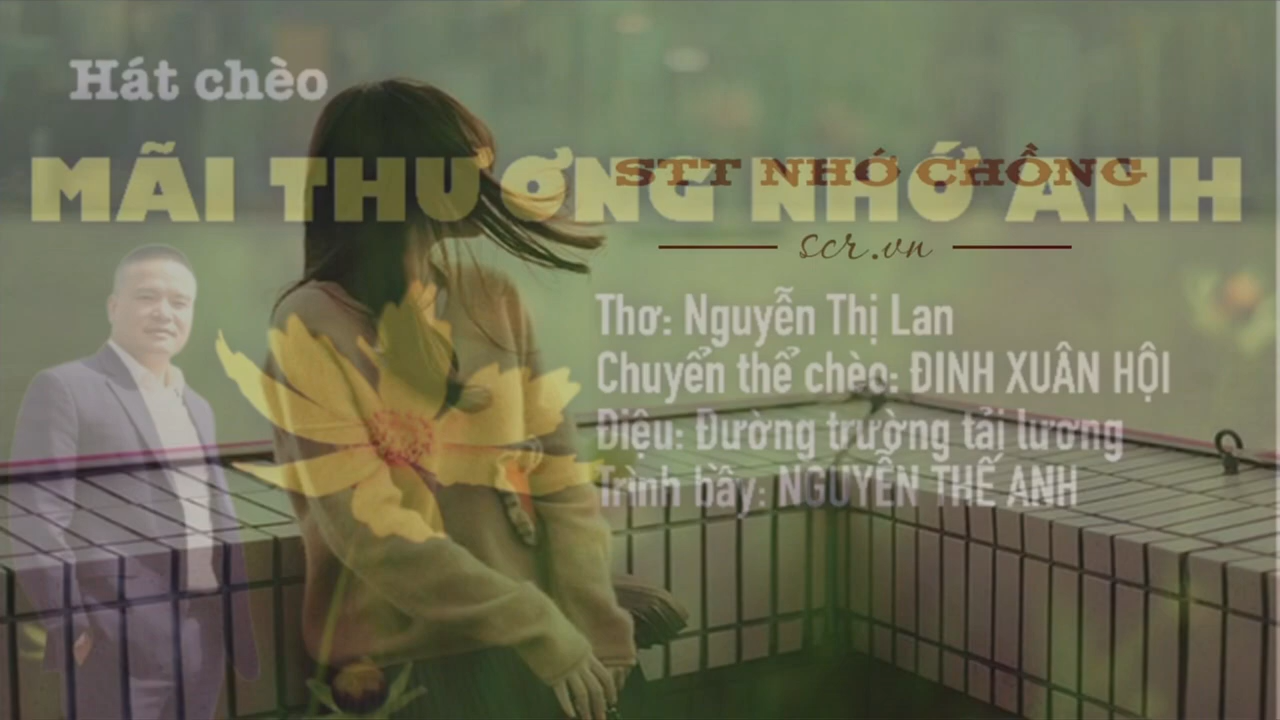 Hát chèo
MÃI THƯƠNG NHỚ ANH
STT NHỚ CHỒNG
scr.vn
Thơ: Nguyễn Thị Lan
Chuyển thể chèo: ĐINH XUÂN HỘI
Điệu: Đường trường tải lương
Trình bầy: NGUYỄN THẾ ANH